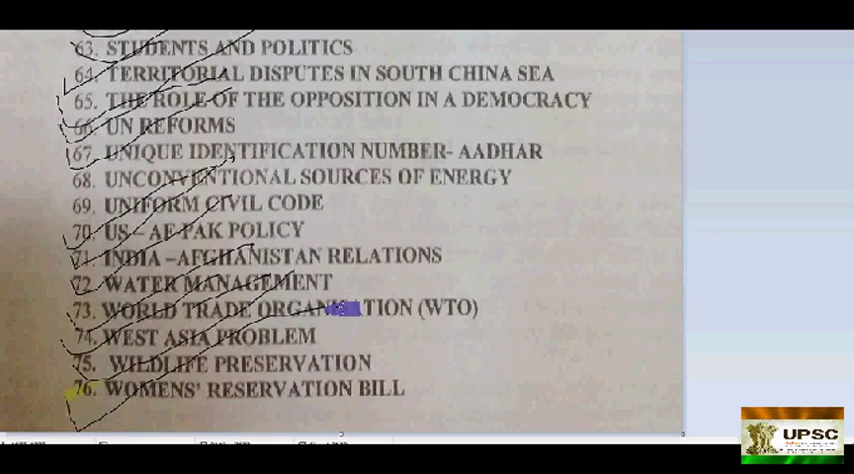 63. STUDENTS AND POLITICS
64. TERRITORIAL DISPUTES IN SOUTH CHINA SEA
65. THE ROLE OF THE OPPOSITION IN A DEMOCRACY
66. UN REFORMS
67. UNIQUE IDENTIFICATION NUMBER- AADHAR
68. UNCONVENTIONAL SOURCES OF ENERGY
69. UNIFORM CIVIL CODE
70. US – AF-PAK POLICY
71. INDIA –AFGHANISTAN RELATIONS
72. WATER MANAGEMENT
73. WORLD TRADE ORGANISATION (WTO)
74. WEST ASIA PROBLEM
75. WILDLIFE PRESERVATION
76. WOMENS' RESERVATION BILL
UPSC